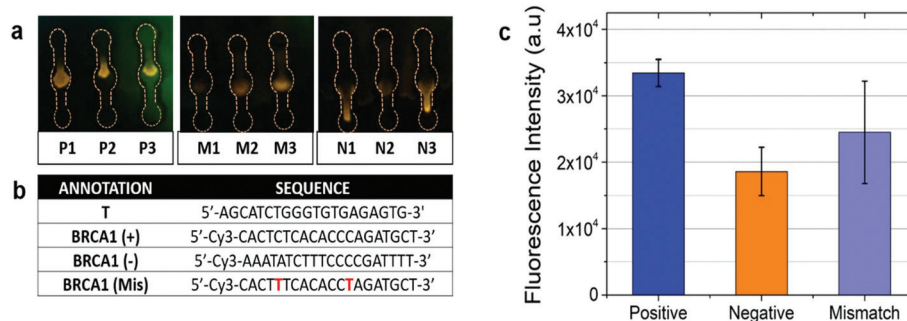 a
P1 P2 P3
M1 M2 M3
N1 N2 N3
b
ANNOTATION SEQUENCE
T 5’-AGCATCTGGGTGTGAGAGTG-3'
BRCA1 (+) 5’-Cy3-CACTCTCACACCCAGATGCT-3’
BRCA1 (-) 5’-Cy3-AAATATCTTTCCCCGATTTT-3’
BRCA1 (Mis) 5’-Cy3-CACTTTCACACCTAGATGCT-3’
c
Fluorescence Intensity (a.u)
4x10⁴
3x10⁴
2x10⁴
1x10⁴
0
Positive Negative Mismatch